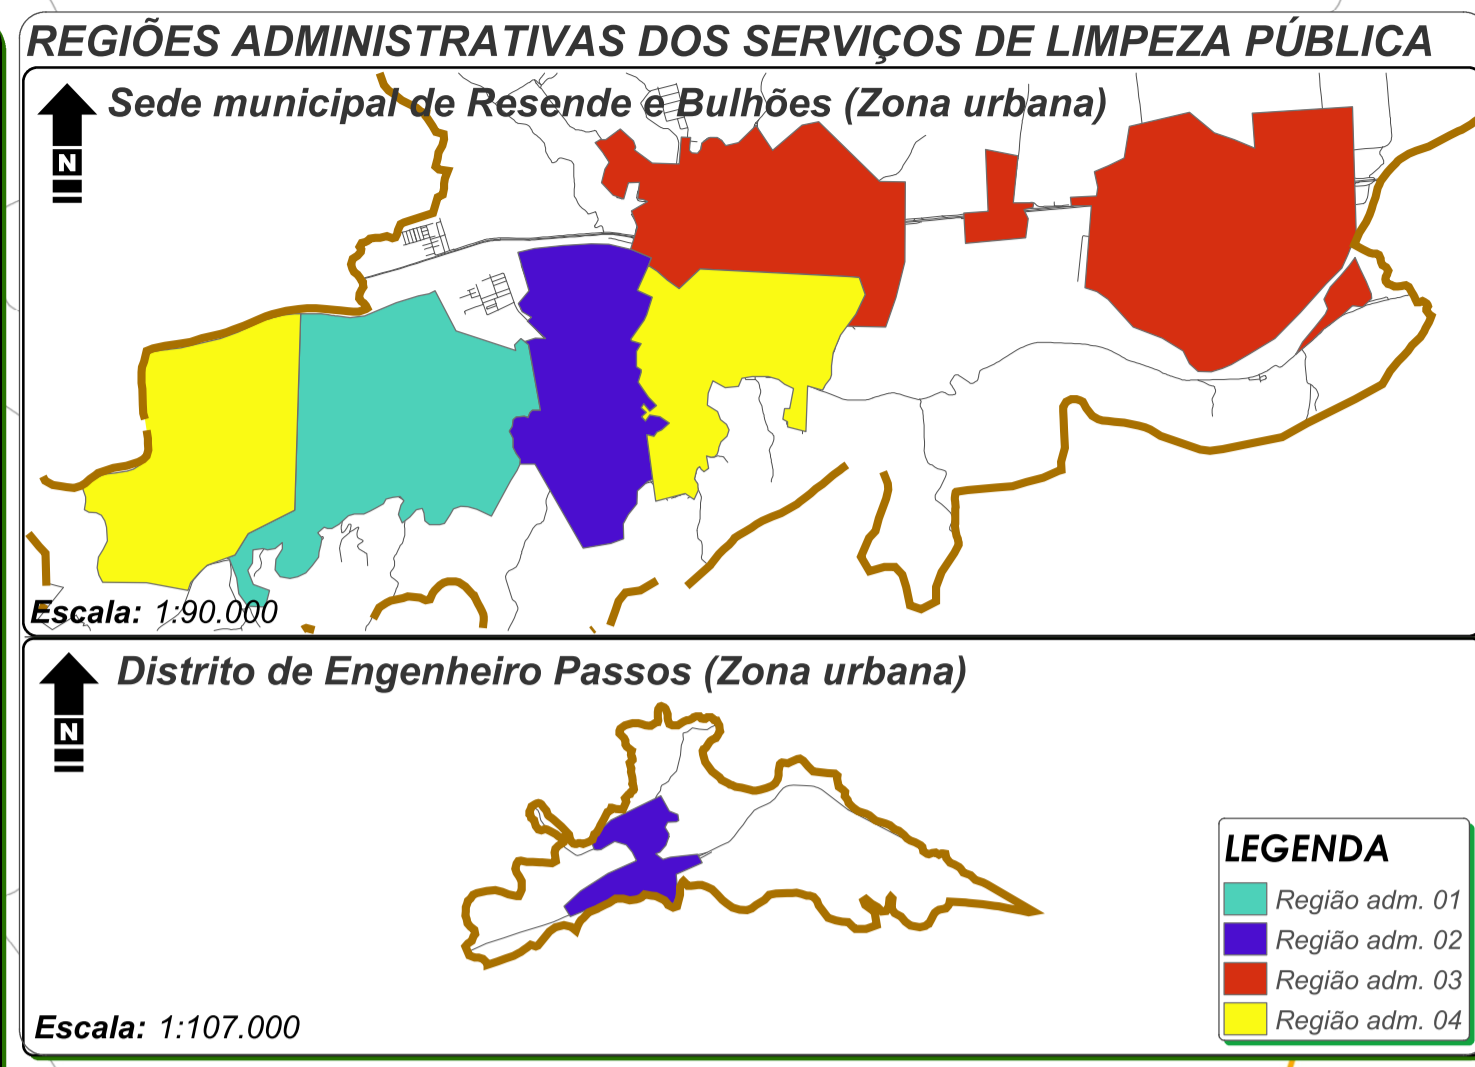 REGIÕES ADMINISTRATIVAS DOS SERVIÇOS DE LIMPEZA PÚBLICA
Sede municipal de Resende e Bulhões (Zona urbana)
N
Escala: 1:90.000
Distrito de Engenheiro Passos (Zona urbana)
N
LEGENDA
Região adm. 01
Região adm. 02
Região adm. 03
Região adm. 04
Escala: 1:107.000